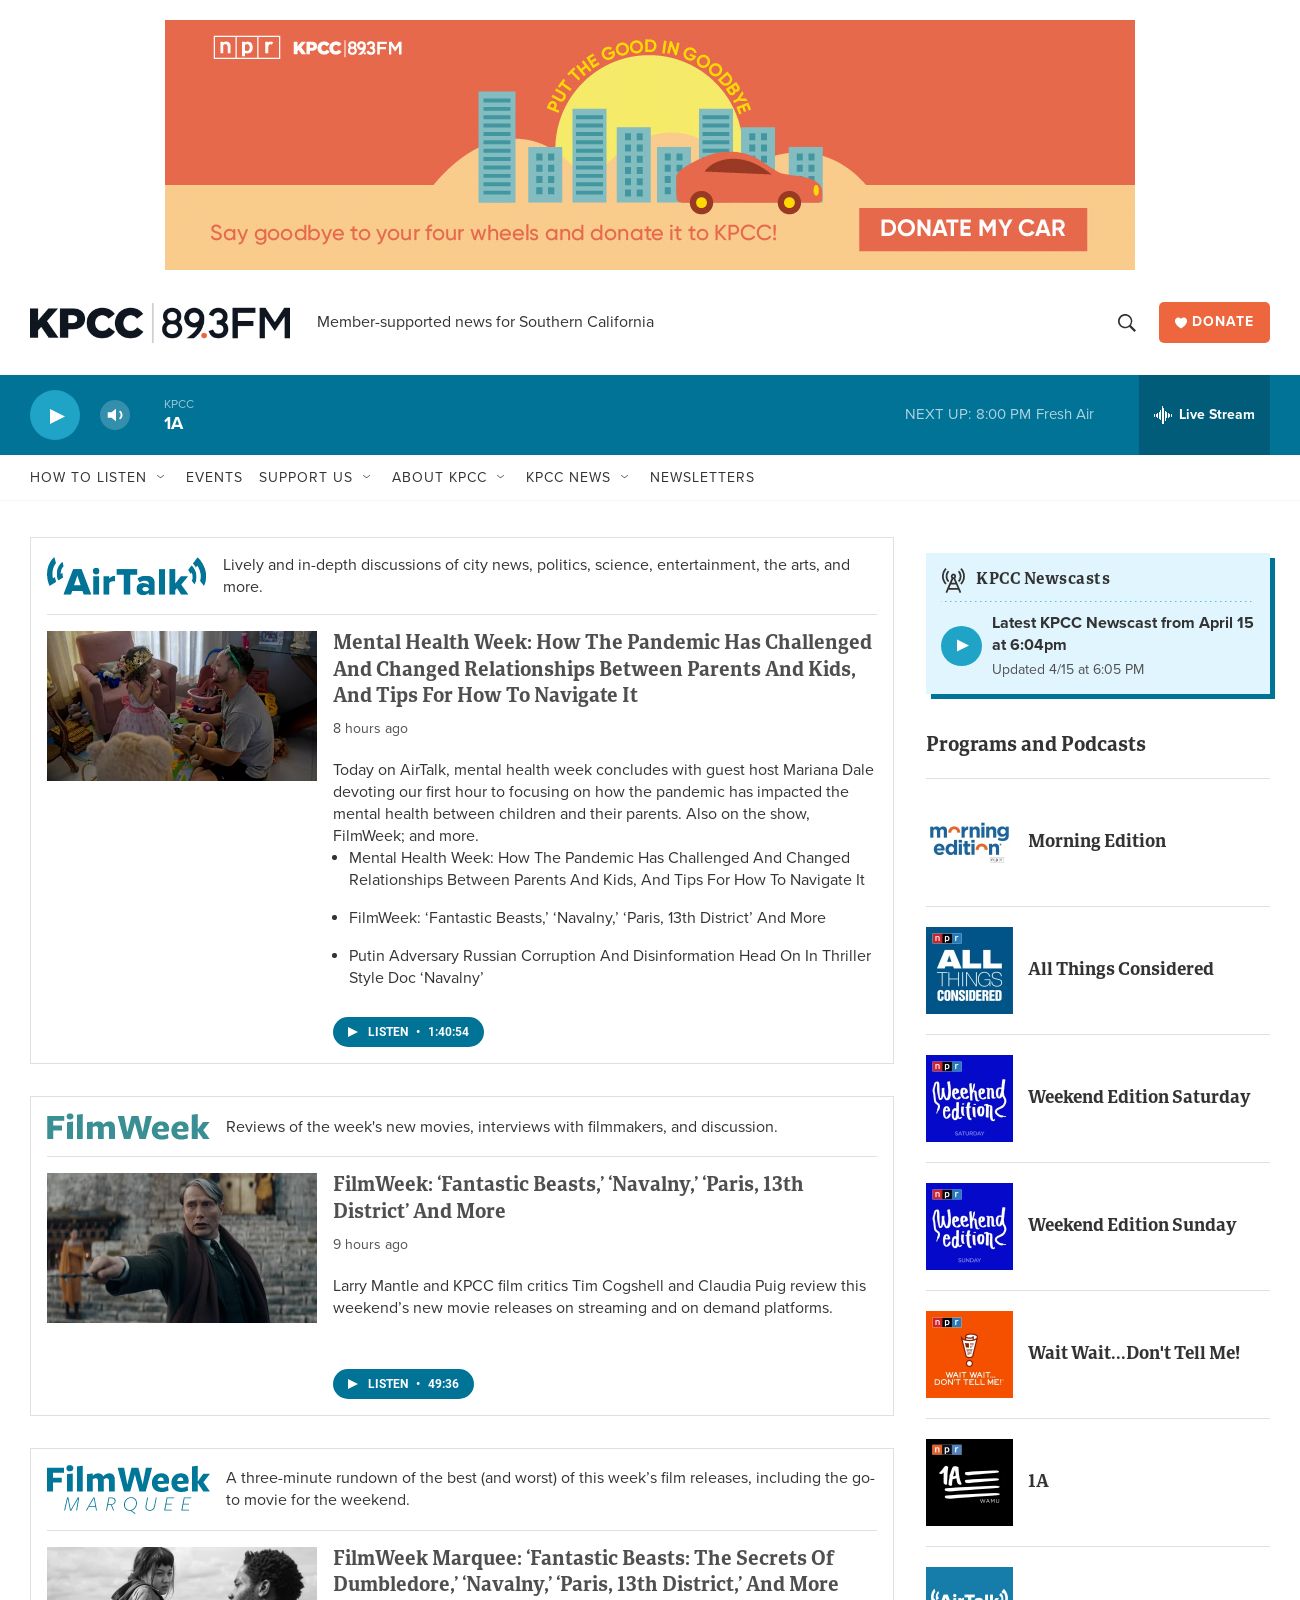 npr KPCC|89.3FM
PUT THE GOOD IN GOODBYE
Say goodbye to your four wheels and donate it to KPCC!
DONATE MY CAR
KPCC|89.3FM
Member-supported news for Southern California
DONATE
KPCC
1A
NEXT UP: 8:00 PM Fresh Air
Live Stream
HOW TO LISTEN
EVENTS
SUPPORT US
ABOUT KPCC
KPCC NEWS
NEWSLETTERS
AirTalk
Lively and in-depth discussions of city news, politics, science, entertainment, the arts, and
more.
Mental Health Week: How The Pandemic Has Challenged
And Changed Relationships Between Parents And Kids,
And Tips For How To Navigate It
8 hours ago
Today on AirTalk, mental health week concludes with guest host Mariana Dale
devoting our first hour to focusing on how the pandemic has impacted the
mental health between children and their parents. Also on the show,
FilmWeek; and more.
• Mental Health Week: How The Pandemic Has Challenged And Changed
Relationships Between Parents And Kids, And Tips For How To Navigate It
• FilmWeek: ‘Fantastic Beasts,’ ‘Navalny,’ ‘Paris, 13th District’ And More
• Putin Adversary Russian Corruption And Disinformation Head On In Thriller
Style Doc ‘Navalny’
LISTEN • 1:40:54
FilmWeek
Reviews of the week's new movies, interviews with filmmakers, and discussion.
FilmWeek: ‘Fantastic Beasts,’ ‘Navalny,’ ‘Paris, 13th
District’ And More
9 hours ago
Larry Mantle and KPCC film critics Tim Cogshell and Claudia Puig review this
weekend’s new movie releases on streaming and on demand platforms.
LISTEN • 49:36
FilmWeek
MARQUEE
A three-minute rundown of the best (and worst) of this week’s film releases, including the go-
to movie for the weekend.
FilmWeek Marquee: ‘Fantastic Beasts: The Secrets Of
Dumbledore,’ ‘Navalny,’ ‘Paris, 13th District,’ And More
KPCC Newscasts
Latest KPCC Newscast from April 15
at 6:04pm
Updated 4/15 at 6:05 PM
Programs and Podcasts
morning
edition
npr
Morning Edition
npr
ALL
THINGS
CONSIDERED
All Things Considered
npr
Weekend
edition
SATURDAY
Weekend Edition Saturday
npr
Weekend
edition
SUNDAY
Weekend Edition Sunday
npr
WAIT WAIT...
DON'T TELL ME!
Wait Wait...Don't Tell Me!
npr
1A
WAMU
1A
AirTalk